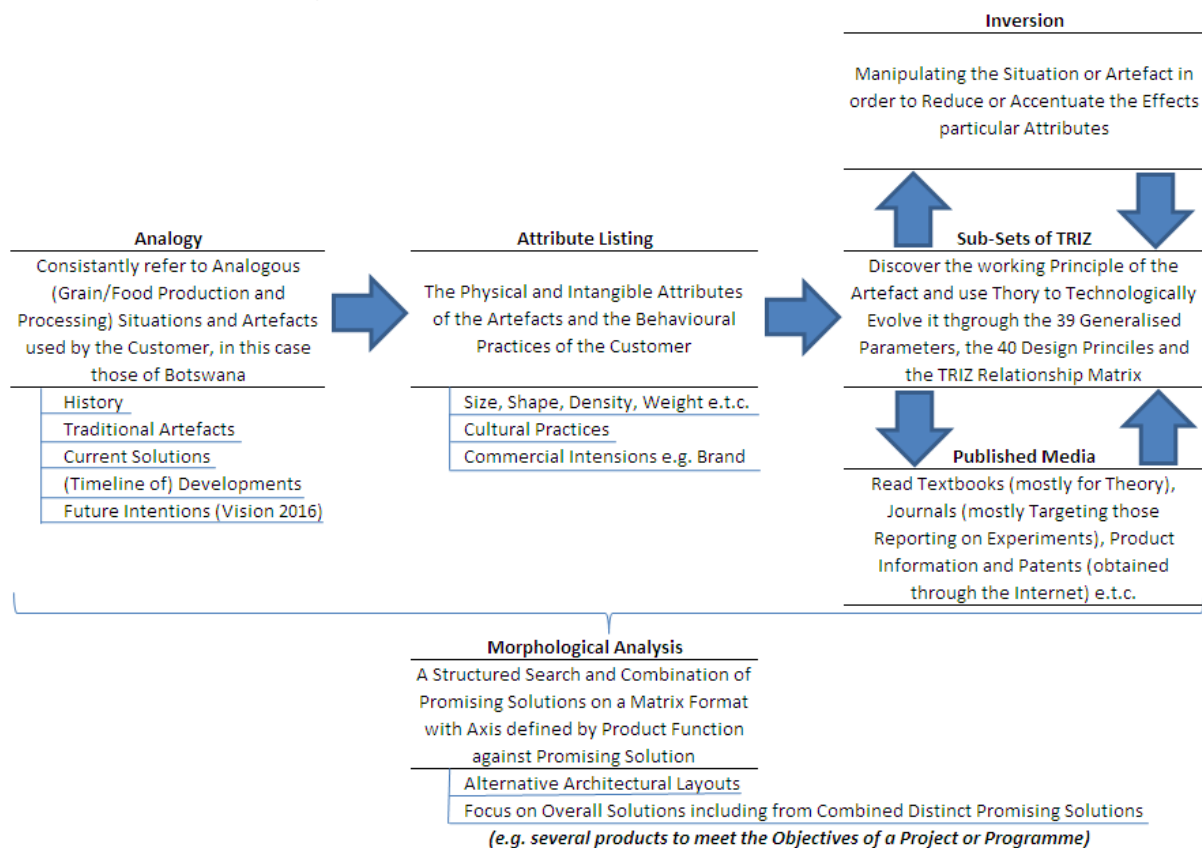 Inversion
Manipulating the Situation or Artefact in
order to Reduce or Accentuate the Effects
particular Attributes
Analogy
Consistantly refer to Analogous
(Grain/Food Production and
Processing) Situations and Artefacts
used by the Customer, in this case
those of Botswana
History
Traditional Artefacts
Current Solutions
(Timeline of) Developments
Future Intentions (Vision 2016)
Attribute Listing
The Physical and Intangible Attributes
of the Artefacts and the Behavioural
Practices of the Customer
Size, Shape, Density, Weight e.t.c.
Cultural Practices
Commercial Intensions e.g. Brand
Sub-Sets of TRIZ
Discover the working Principle of the
Artefact and use Thory to Technologically
Evolve it thgrough the 39 Generalised
Parameters, the 40 Design Princiles and
the TRIZ Relationship Matrix
Published Media
Read Textbooks (mostly for Theory),
Journals (mostly Targeting those
Reporting on Experiments), Product
Information and Patents (obtained
through the Internet) e.t.c.
Morphological Analysis
A Structured Search and Combination of
Promising Solutions on a Matrix Format
with Axis defined by Product Function
against Promising Solution
Alternative Architectural Layouts
Focus on Overall Solutions including from Combined Distinct Promising Solutions
(e.g. several products to meet the Objectives of a Project or Programme)